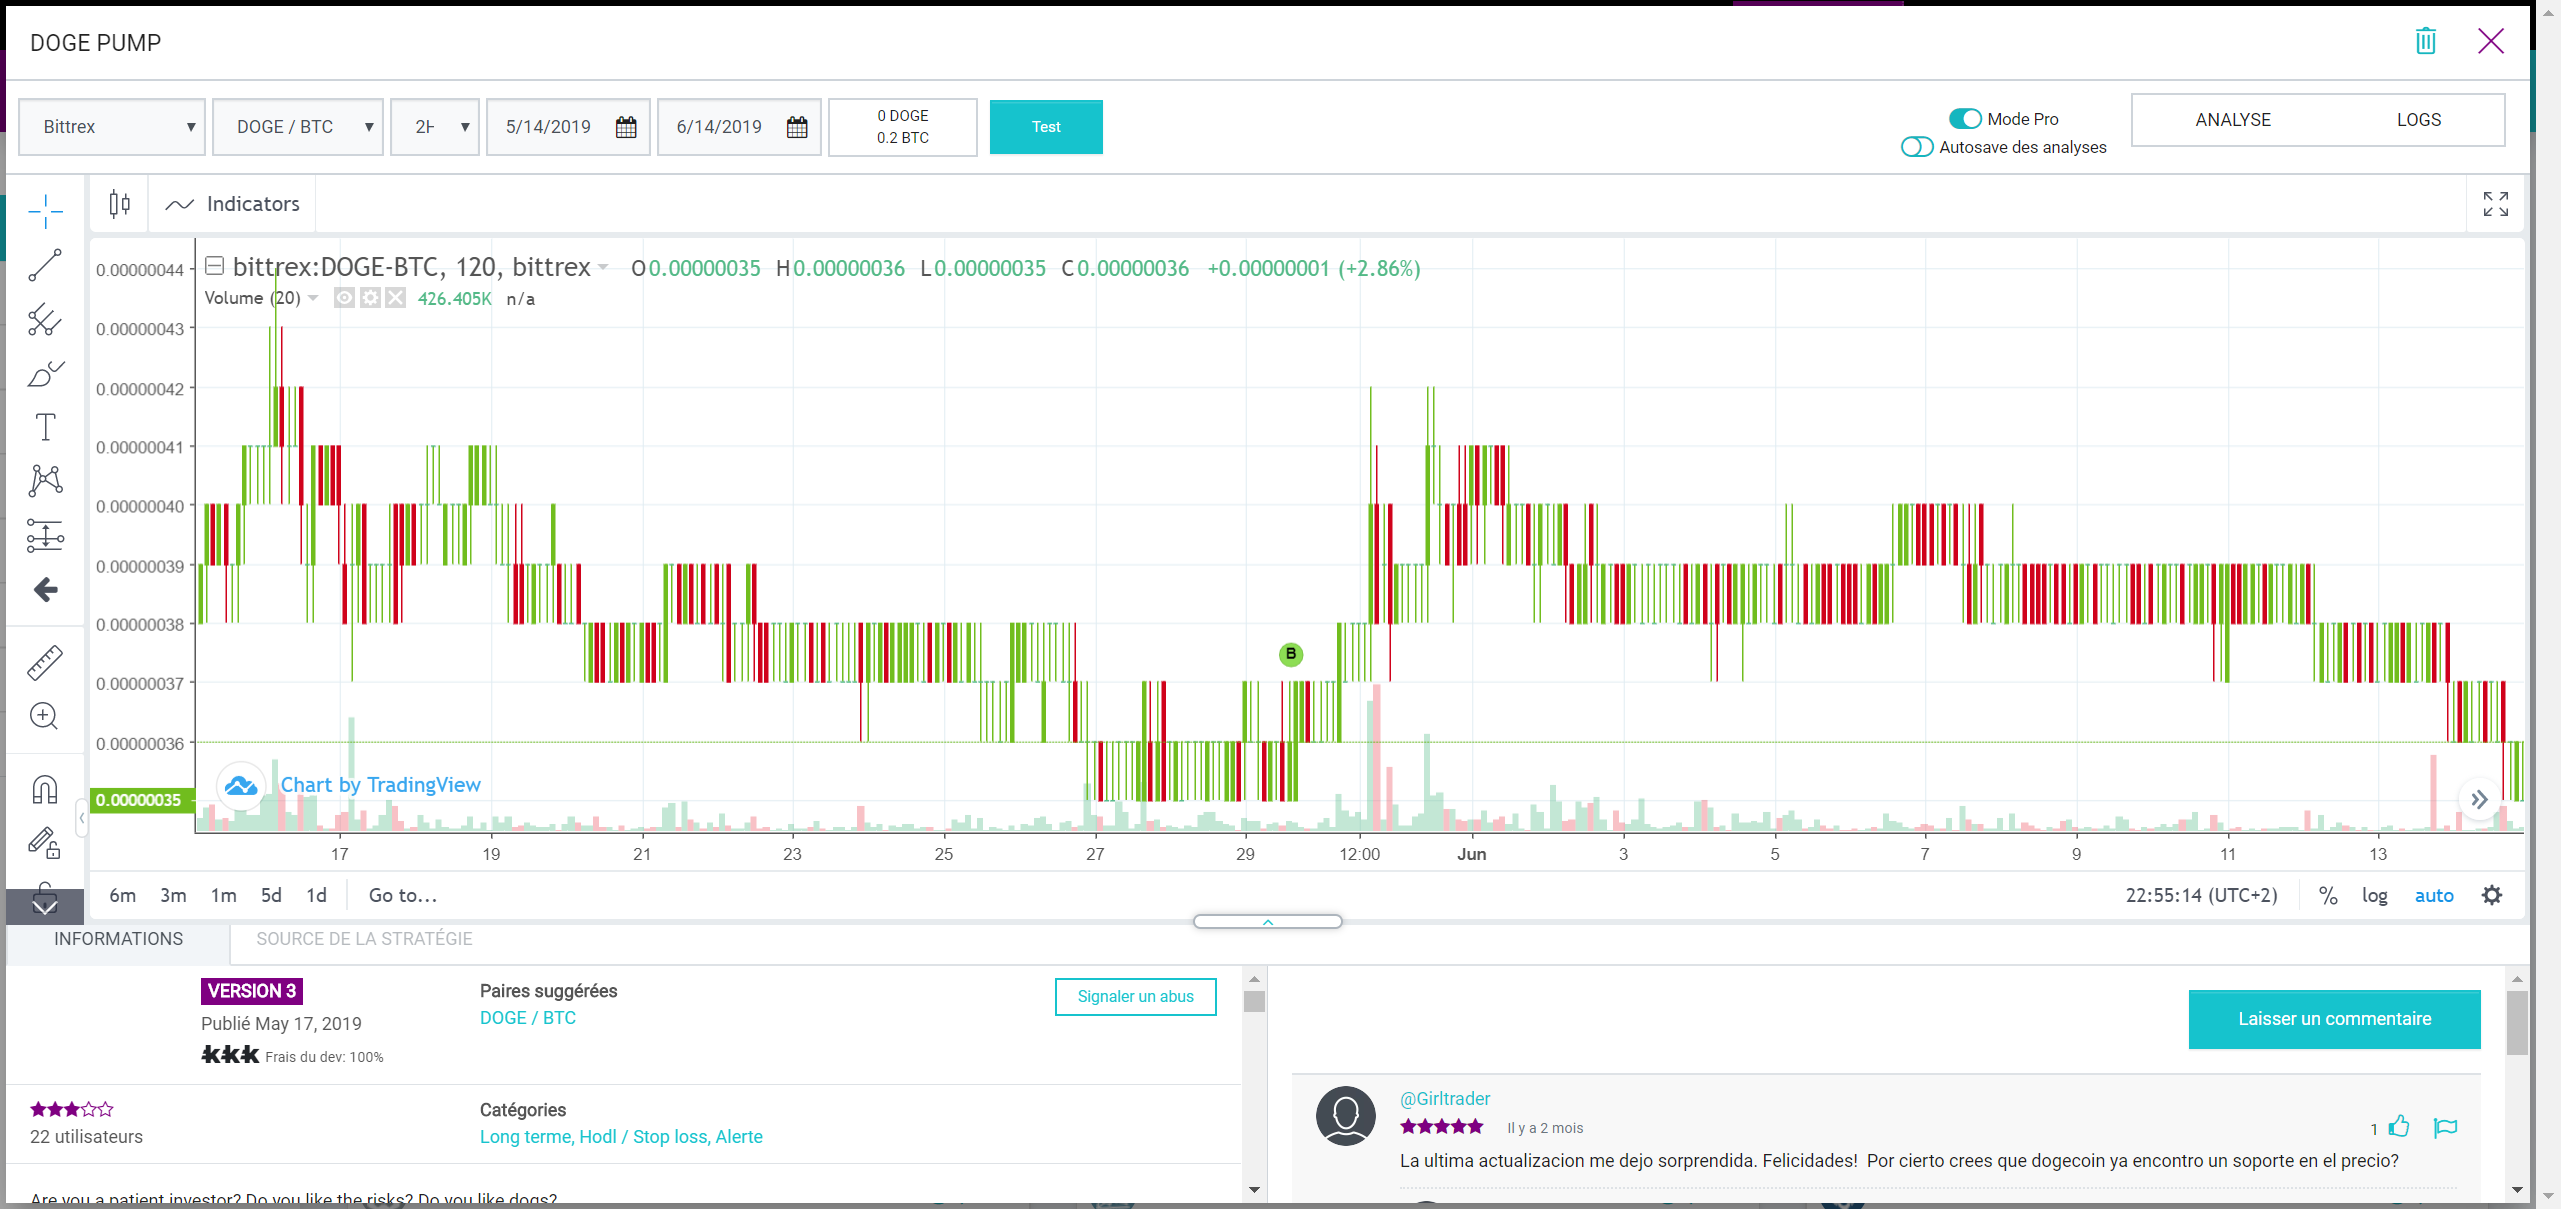 DOGE PUMP
Bittrex
DOGE / BTC
2H
5/14/2019
6/14/2019
0 DOGE
0.2 BTC
Test
Mode Pro
Autosave des analyses
ANALYSE
LOGS
Indicators
bittrex:DOGE-BTC, 120, bittrex O0.00000035 H0.00000036 L0.00000035 C0.00000036 +0.00000001 (+2.86%)
Volume (20) 426.405K n/a
0.00000044
0.00000043
0.00000042
0.00000041
0.00000040
0.00000039
0.00000038
0.00000037
0.00000036
0.00000035
B
Chart by TradingView
17 19 21 23 25 27 29 12:00 Jun 3 5 7 9 11 13
6m 3m 1m 5d 1d Go to...
22:55:14 (UTC+2) % log auto
INFORMATIONS
SOURCE DE LA STRATÉGIE
VERSION 3
Publié May 17, 2019
Frais du dev: 100%
Paires suggérées
DOGE / BTC
Signaler un abus
22 utilisateurs
Catégories
Long terme, Hodl / Stop loss, Alerte
Are you a patient investor? Do you like the risks? Do you like dogs?
Laisser un commentaire
@Girltrader
Il y a 2 mois
1
La ultima actualizacion me dejo sorprendida. Felicidades! Por cierto crees que dogecoin ya encontro un soporte en el precio?